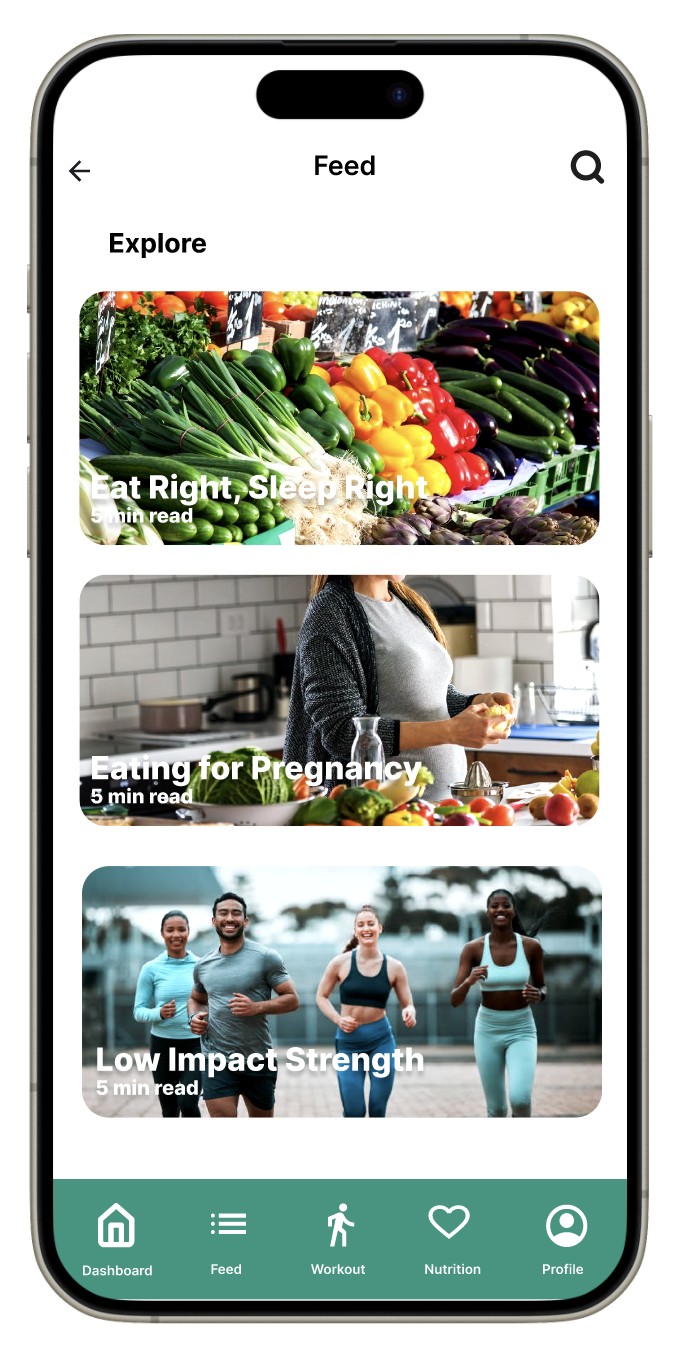 Feed
Explore
Eat Right, Sleep Right
5 min read
Eating for Pregnancy
5 min read
Low Impact Strength
5 min read
Dashboard
Feed
Workout
Nutrition
Profile